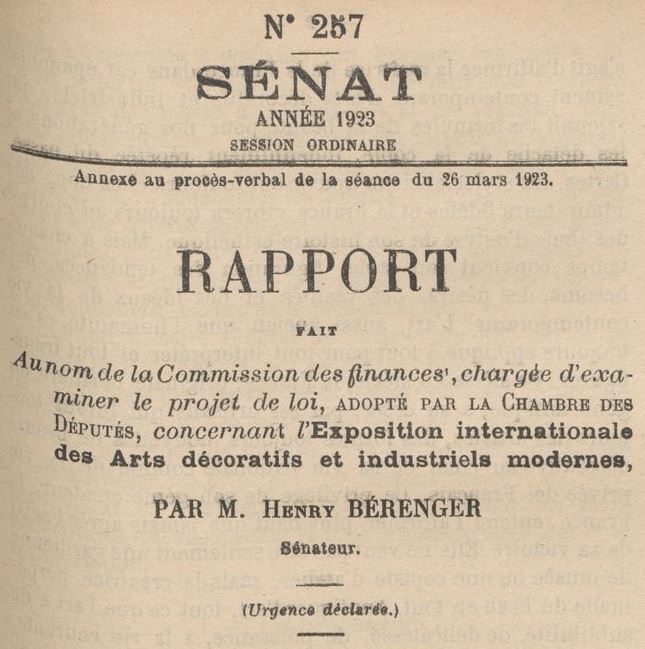 N° 257
SÉNAT
ANNÉE 1923
SESSION ORDINAIRE
Annexe au procès-verbal de la séance du 26 mars 1923.
RAPPORT
FAIT
Au nom de la Commission des finances¹, chargée d'exa-
miner le projet de loi, ADOPTÉ PAR LA CHAMBRE DES
DÉPUTÉS, concernant l'Exposition internationale
des Arts décoratifs et industriels modernes,
PAR M. HENRY BÉRENGER
Sénateur.
(Urgence déclarée.)